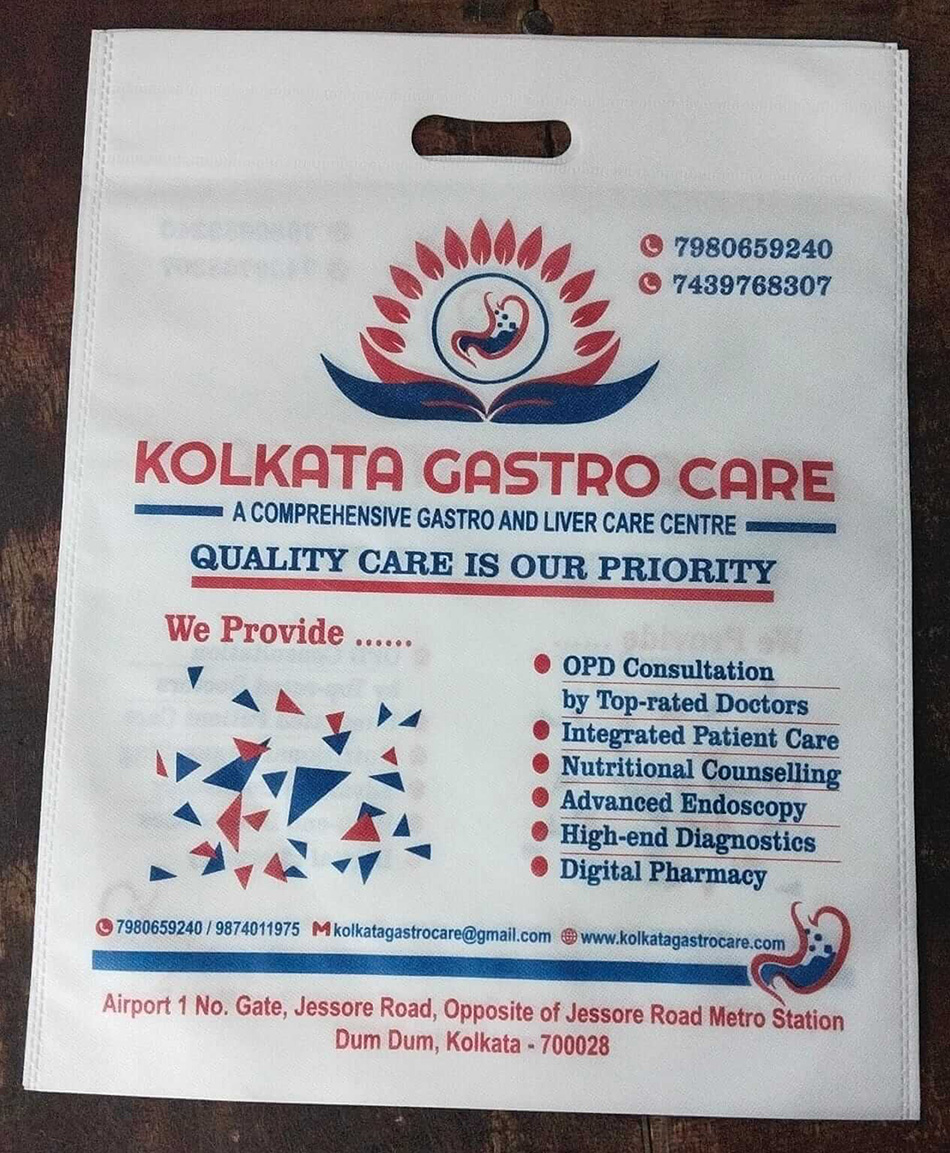 7980659240
7439768307
KOLKATA GASTRO CARE
A COMPREHENSIVE GASTRO AND LIVER CARE CENTRE
QUALITY CARE IS OUR PRIORITY
We Provide ......
OPD Consultation
by Top-rated Doctors
Integrated Patient Care
Nutritional Counselling
Advanced Endoscopy
High-end Diagnostics
Digital Pharmacy
7980659240 / 9874011975 kolkatagastrocare@gmail.com www.kolkatagastrocare.com
Airport 1 No. Gate, Jessore Road, Opposite of Jessore Road Metro Station
Dum Dum, Kolkata - 700028